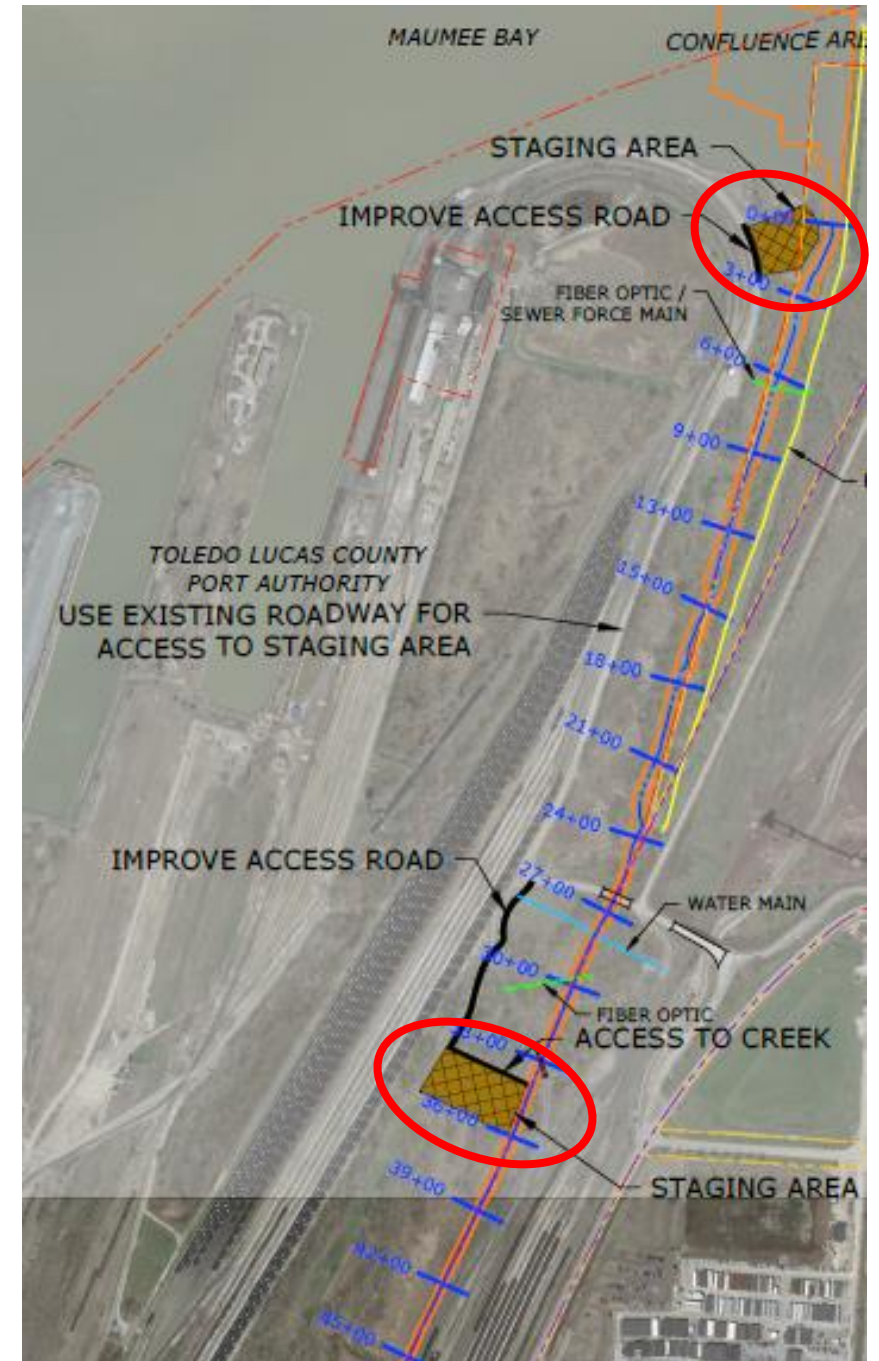 MAUMEE BAY
CONFLUENCE ARE
STAGING AREA
0+00
IMPROVE ACCESS ROAD
3+00
FIBER OPTIC /
SEWER FORCE MAIN
6+00
9+00
13+00
TOLEDO LUCAS COUNTY
PORT AUTHORITY
15+00
USE EXISTING ROADWAY FOR
ACCESS TO STAGING AREA
18+00
21+00
24+00
IMPROVE ACCESS ROAD
27+00
WATER MAIN
30+00
FIBER OPTIC
33+00
ACCESS TO CREEK
36+00
39+00
STAGING AREA
42+00
45+00